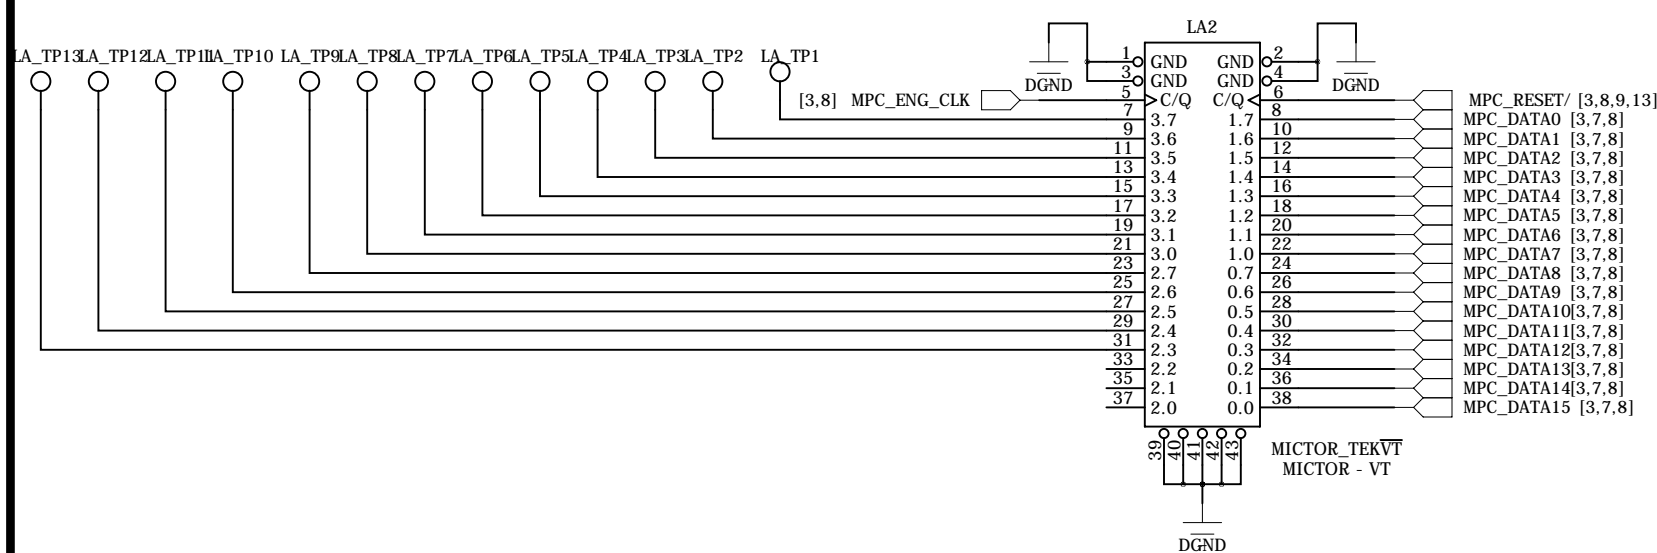 LA2
LA_TP13 LA_TP12 LA_TP11 LA_TP10 LA_TP9 LA_TP8 LA_TP7 LA_TP6 LA_TP5 LA_TP4 LA_TP3 LA_TP2 LA_TP1
1 GND GND 2
3 GND GND 4
DGND DGND
[3,8] MPC_ENG_CLK 5 C/Q C/Q 6 MPC_RESET/ [3,8,9,13]
7 3.7 1.7 8 MPC_DATA0 [3,7,8]
9 3.6 1.6 10 MPC_DATA1 [3,7,8]
11 3.5 1.5 12 MPC_DATA2 [3,7,8]
13 3.4 1.4 14 MPC_DATA3 [3,7,8]
15 3.3 1.3 16 MPC_DATA4 [3,7,8]
17 3.2 1.2 18 MPC_DATA5 [3,7,8]
19 3.1 1.1 20 MPC_DATA6 [3,7,8]
21 3.0 1.0 22 MPC_DATA7 [3,7,8]
23 2.7 0.7 24 MPC_DATA8 [3,7,8]
25 2.6 0.6 26 MPC_DATA9 [3,7,8]
27 2.5 0.5 28 MPC_DATA10[3,7,8]
29 2.4 0.4 30 MPC_DATA11[3,7,8]
31 2.3 0.3 32 MPC_DATA12[3,7,8]
33 2.2 0.2 34 MPC_DATA13[3,7,8]
35 2.1 0.1 36 MPC_DATA14[3,7,8]
37 2.0 0.0 38 MPC_DATA15 [3,7,8]
39 40 41 42 43
MICTOR_TEKVT
MICTOR - VT
DGND